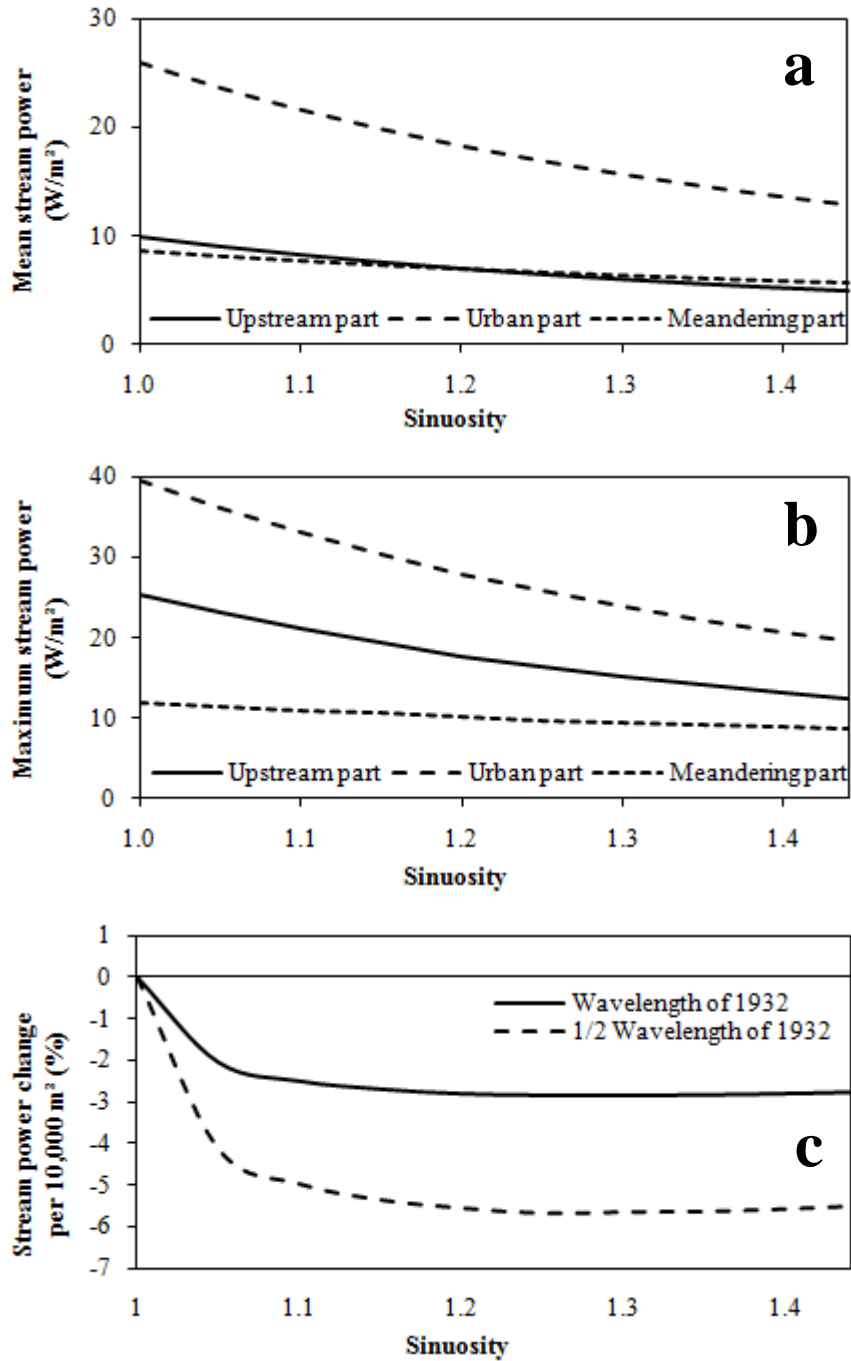 30
20
10
0
Mean stream power
(W/m²)
a
Upstream part Urban part Meandering part
1.0 1.1 1.2 1.3 1.4
Sinuosity
40
30
20
10
0
Maximum stream power
(W/m²)
b
Upstream part Urban part Meandering part
1.0 1.1 1.2 1.3 1.4
Sinuosity
1
0
-1
-2
-3
-4
-5
-6
-7
Stream power change
per 10,000 m² (%)
Wavelength of 1932
1/2 Wavelength of 1932
c
1 1.1 1.2 1.3 1.4
Sinuosity